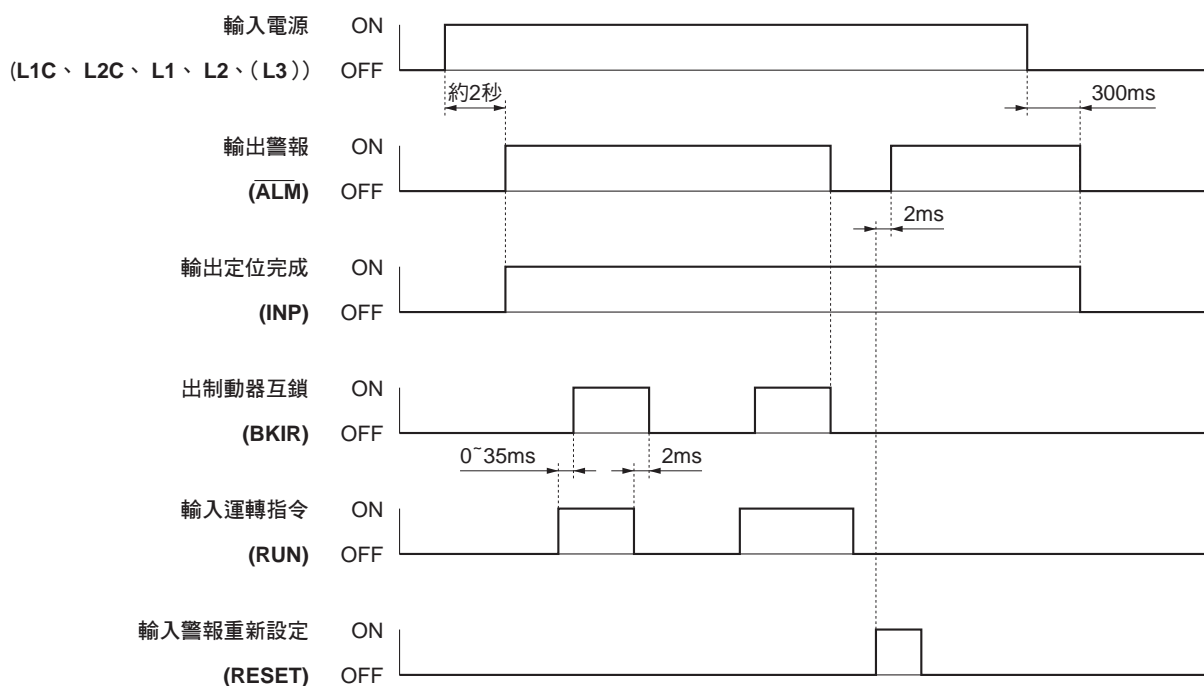 輸入電源 ON
(L1C、L2C、L1、L2、(L3)) OFF
約2秒 300ms
輸出警報 ON
(ALM) OFF
2ms
輸出定位完成 ON
(INP) OFF
出制動器互鎖 ON
(BKIR) OFF
0~35ms 2ms
輸入運轉指令 ON
(RUN) OFF
輸入警報重新設定 ON
(RESET) OFF